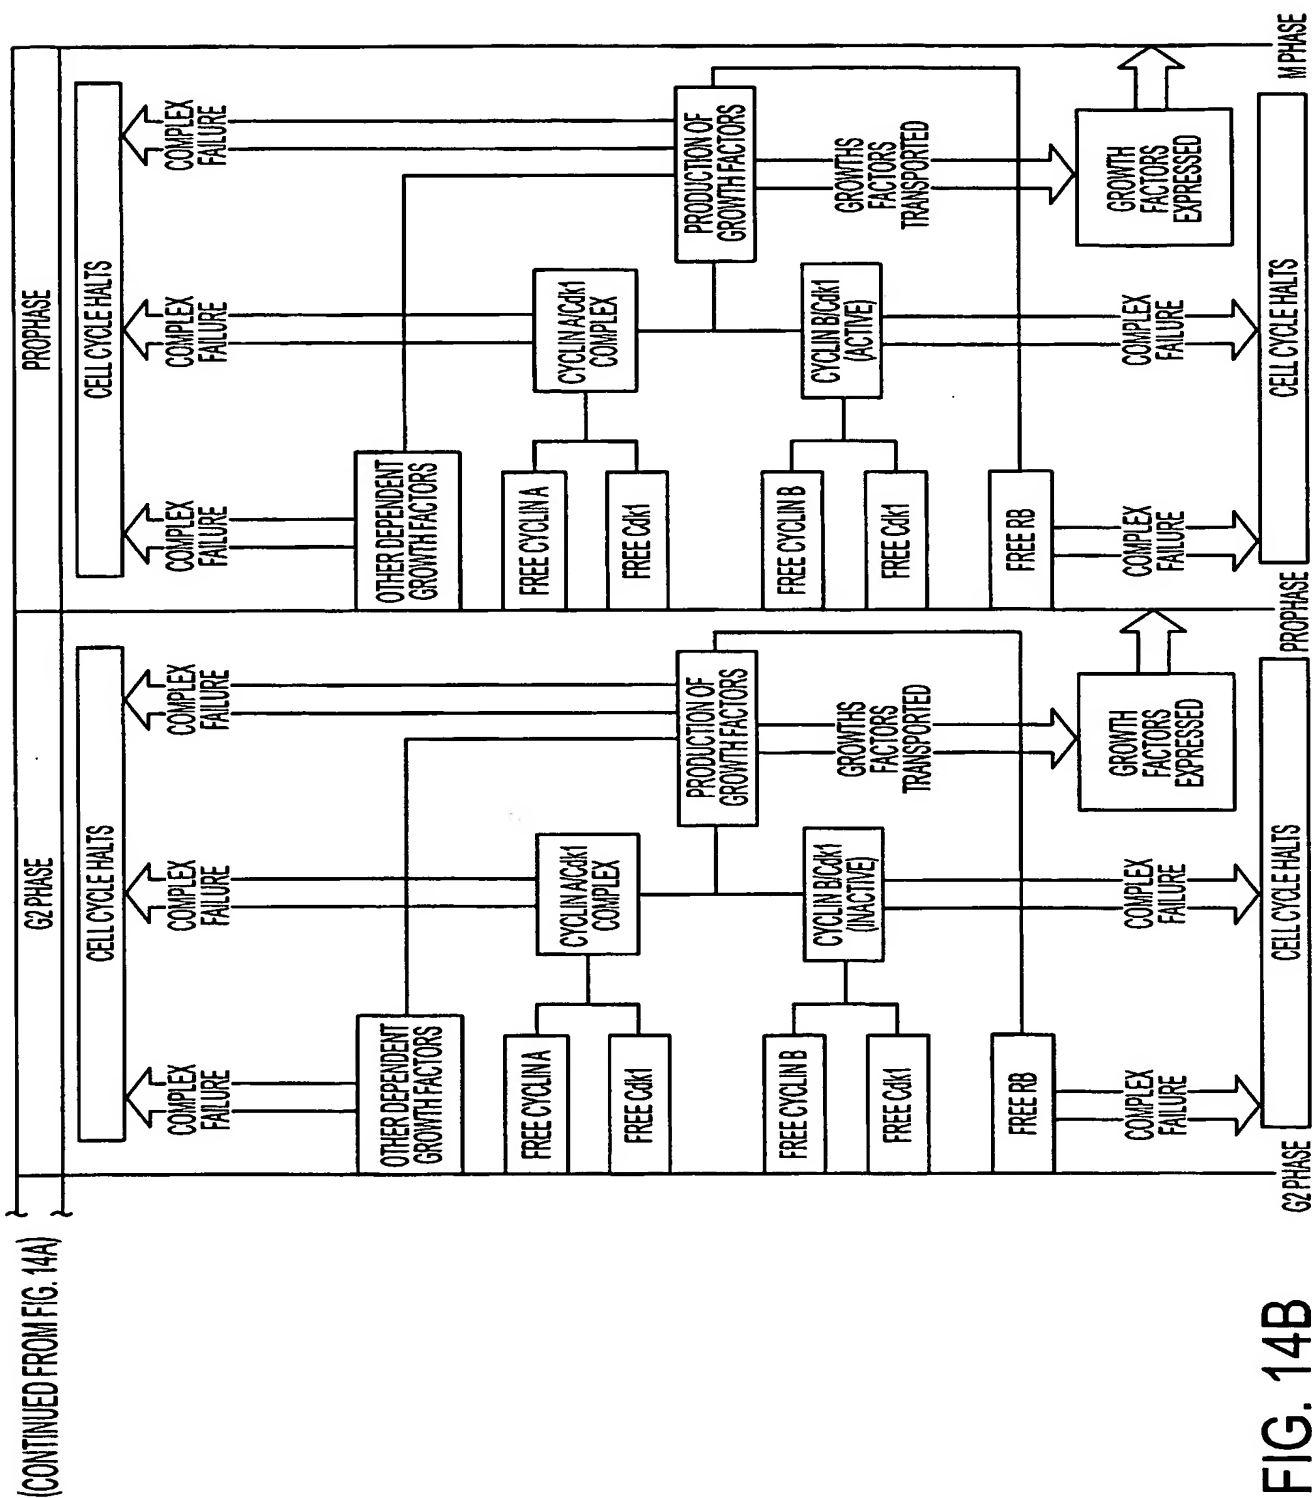 (CONTINUED FROM FIG. 14A)
G2 PHASE
CELL CYCLE HALTS
COMPLEX
FAILURE
COMPLEX
FAILURE
COMPLEX
FAILURE
OTHER DEPENDENT
GROWTH FACTORS
FREE CYCLIN A
FREE Cdk1
CYCLIN A/Cdk1
COMPLEX
PRODUCTION OF
GROWTH FACTORS
FREE CYCLIN B
FREE Cdk1
CYCLIN B/Cdk1
(INACTIVE)
GROWTHS
FACTORS
TRANSPORTED
FREE RB
COMPLEX
FAILURE
COMPLEX
FAILURE
GROWTH
FACTORS
EXPRESSED
CELL CYCLE HALTS
G2 PHASE
PROPHASE
PROPHASE
CELL CYCLE HALTS
COMPLEX
FAILURE
COMPLEX
FAILURE
COMPLEX
FAILURE
OTHER DEPENDENT
GROWTH FACTORS
FREE CYCLIN A
FREE Cdk1
CYCLIN A/Cdk1
COMPLEX
PRODUCTION OF
GROWTH FACTORS
FREE CYCLIN B
FREE Cdk1
CYCLIN B/Cdk1
(ACTIVE)
GROWTHS
FACTORS
TRANSPORTED
FREE RB
COMPLEX
FAILURE
COMPLEX
FAILURE
GROWTH
FACTORS
EXPRESSED
CELL CYCLE HALTS
M PHASE
FIG. 14B